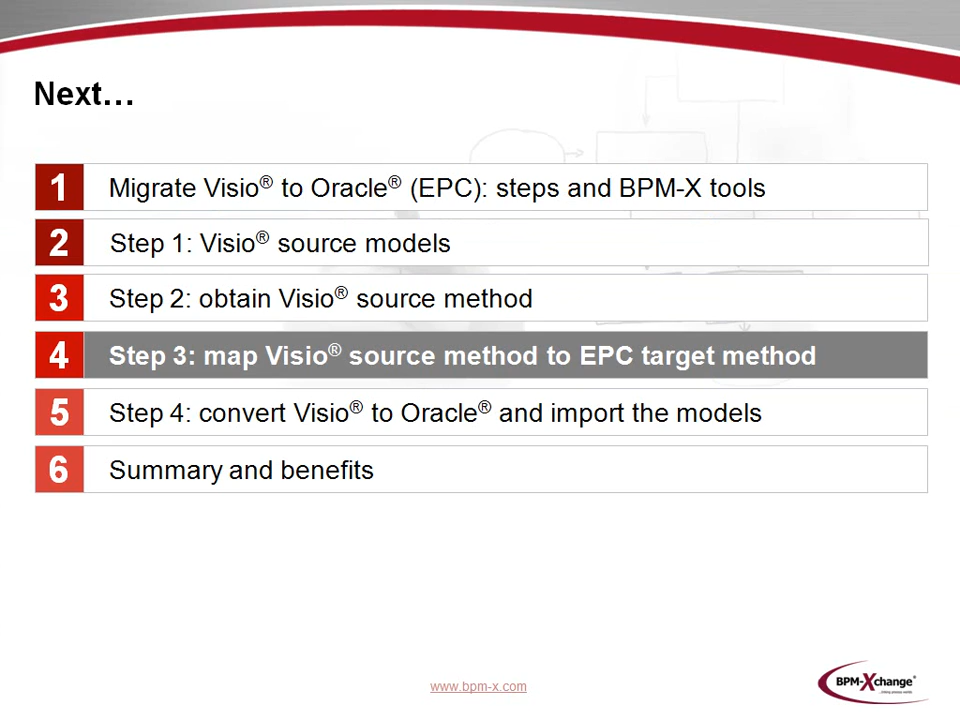 Next…
1 Migrate Visio® to Oracle® (EPC): steps and BPM-X tools
2 Step 1: Visio® source models
3 Step 2: obtain Visio® source method
4 Step 3: map Visio® source method to EPC target method
5 Step 4: convert Visio® to Oracle® and import the models
6 Summary and benefits
www.bpm-x.com
BPM-Xchange®